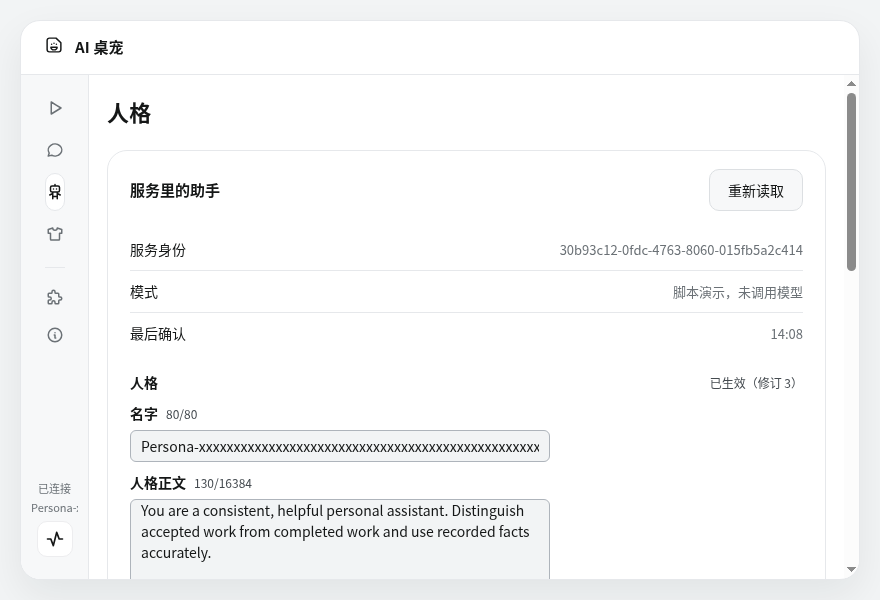 AI 桌宠
人格
服务里的助手
重新读取
服务身份
30b93c12-0fdc-4763-8060-015fb5a2c414
模式
脚本演示，未调用模型
最后确认
14:08
人格
已生效（修订 3）
名字 80/80
Persona-xxxxxxxxxxxxxxxxxxxxxxxxxxxxxxxxxxxxxxxxxxxxxxxxx
人格正文 130/16384
You are a consistent, helpful personal assistant. Distinguish
accepted work from completed work and use recorded facts
accurately.
已连接
Persona-: